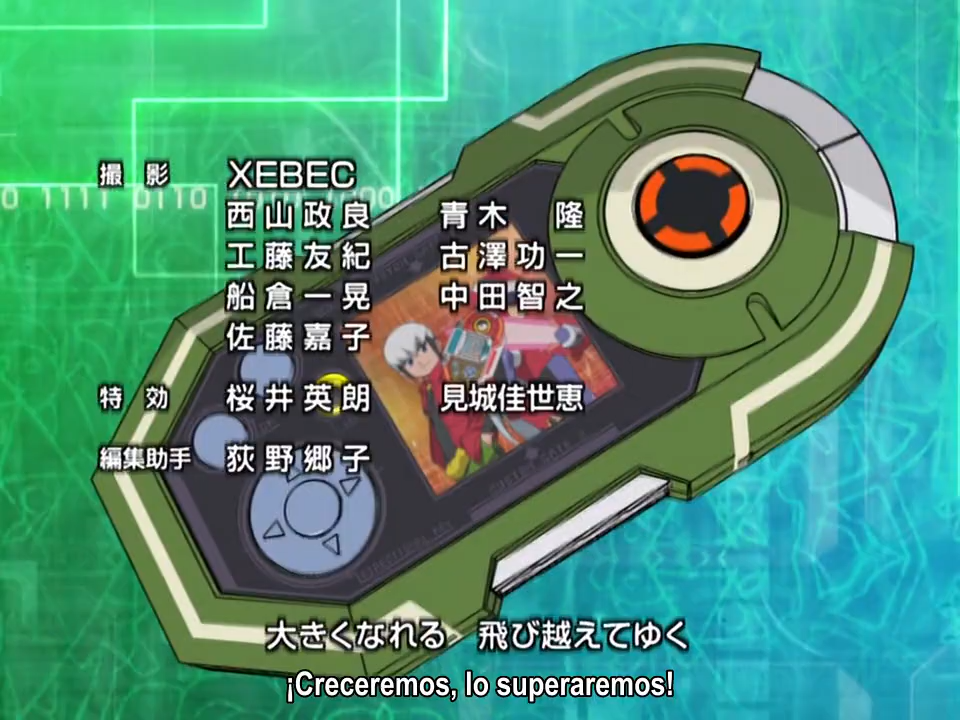 撮影 XEBEC
0 1111 0110
西山政良 青木 隆
工藤友紀 古澤功一
船倉一晃 中田智之
佐藤嘉子
特効 桜井英朗 見城佳世恵
編集助手 荻野郷子
大きくなれる 飛び越えてゆく
¡Creceremos, lo superaremos!